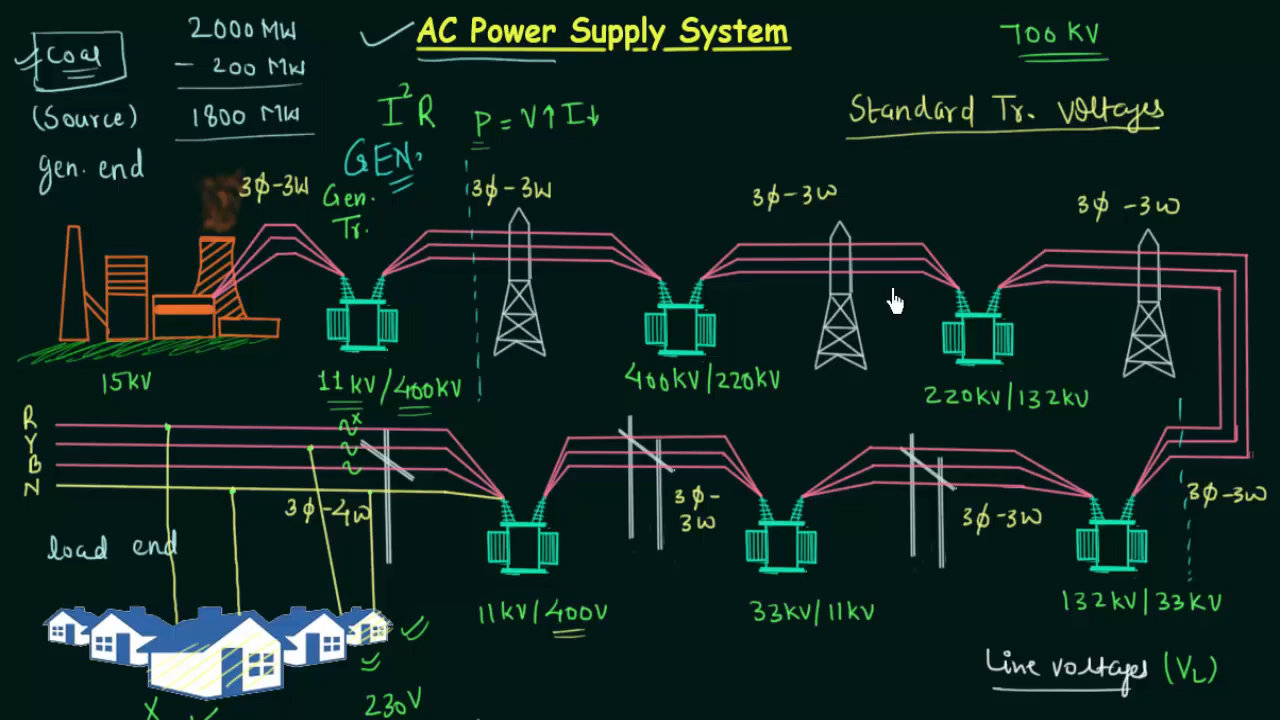 AC Power Supply System
Coal
(Source)
gen. end
2000 MW
- 200 MW
1800 MW
I²R
P = V↑ I↓
700 KV
Standard Tr. Voltages
GEN.
Gen.
Tr.
3φ-3W
3φ-3W
3φ-3W
3φ-3W
15KV
11KV/400KV
400KV/220KV
220KV/132KV
R
Y
B
N
3φ-4W
3φ-
3W
3φ-3W
3φ-3W
load end
11KV/400V
33KV/11KV
132KV/33KV
Line voltages (VL)
230V